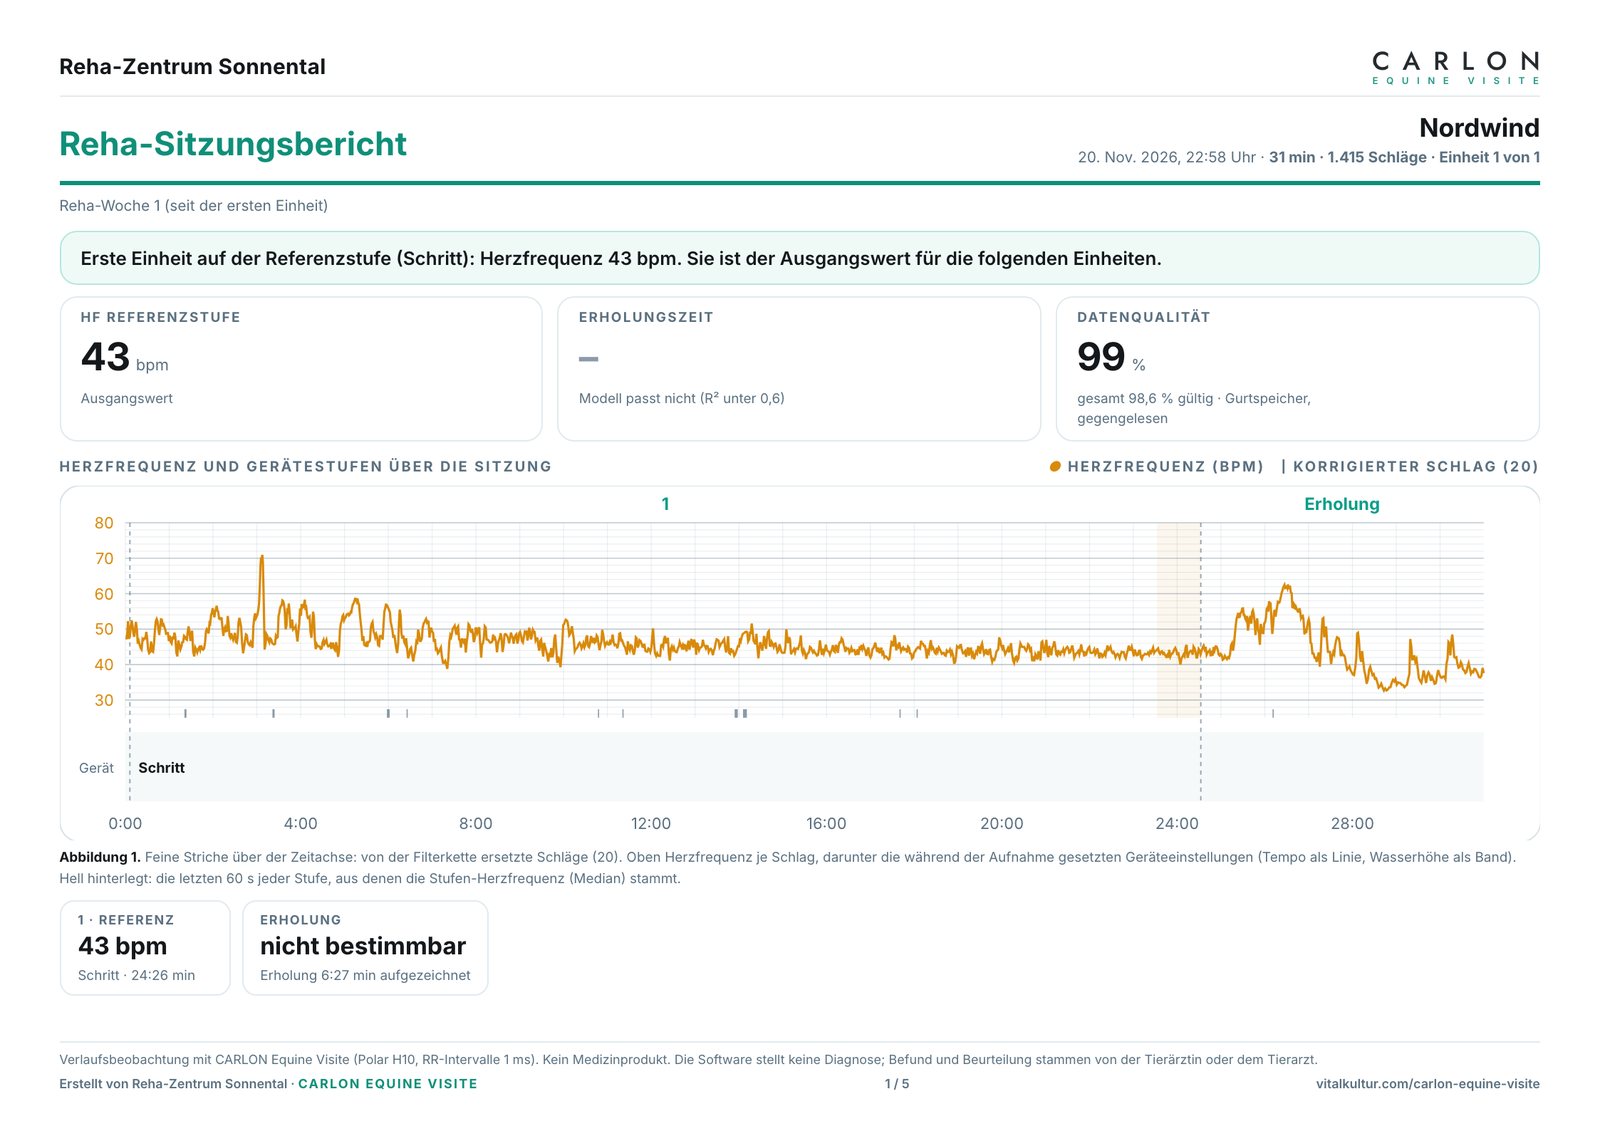 Reha-Zentrum Sonnental
CARLON
EQUINE VISITE
Reha-Sitzungsbericht
Nordwind
20. Nov. 2026, 22:58 Uhr · 31 min · 1.415 Schläge · Einheit 1 von 1
Reha-Woche 1 (seit der ersten Einheit)
Erste Einheit auf der Referenzstufe (Schritt): Herzfrequenz 43 bpm. Sie ist der Ausgangswert für die folgenden Einheiten.
HF REFERENZSTUFE
43 bpm
Ausgangswert
ERHOLUNGSZEIT
–
Modell passt nicht (R² unter 0,6)
DATENQUALITÄT
99 %
gesamt 98,6 % gültig · Gurtspeicher,
gegengelesen
HERZFREQUENZ UND GERÄTESTUFEN ÜBER DIE SITZUNG
HERZFREQUENZ (BPM) | KORRIGIERTER SCHLAG (20)
1
Erholung
80
70
60
50
40
30
Gerät
Schritt
0:00 4:00 8:00 12:00 16:00 20:00 24:00 28:00
Abbildung 1. Feine Striche über der Zeitachse: von der Filterkette ersetzte Schläge (20). Oben Herzfrequenz je Schlag, darunter die während der Aufnahme gesetzten Geräteeinstellungen (Tempo als Linie, Wasserhöhe als Band).
Hell hinterlegt: die letzten 60 s jeder Stufe, aus denen die Stufen-Herzfrequenz (Median) stammt.
1 · REFERENZ
43 bpm
Schritt · 24:26 min
ERHOLUNG
nicht bestimmbar
Erholung 6:27 min aufgezeichnet
Verlaufsbeobachtung mit CARLON Equine Visite (Polar H10, RR-Intervalle 1 ms). Kein Medizinprodukt. Die Software stellt keine Diagnose; Befund und Beurteilung stammen von der Tierärztin oder dem Tierarzt.
Erstellt von Reha-Zentrum Sonnental · CARLON EQUINE VISITE
1 / 5
vitalkultur.com/carlon-equine-visite